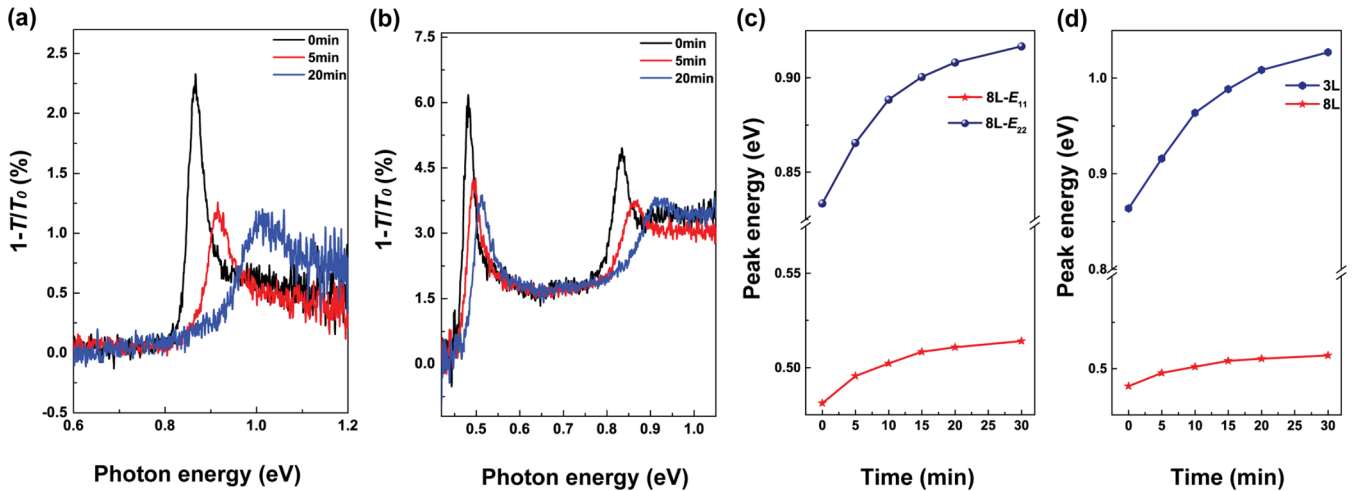 (a)
0min
5min
20min
2.5
2.0
1.5
1.0
0.5
0.0
-0.5
1-T/T0 (%)
0.6
0.8
1.0
1.2
Photon energy (eV)
(b)
0min
5min
20min
7.5
6.0
4.5
3.0
1.5
0.0
1-T/T0 (%)
0.5
0.6
0.7
0.8
0.9
1.0
Photon energy (eV)
(c)
8L-E11
8L-E22
0.90
0.85
0.55
0.50
Peak energy (eV)
0
5
10
15
20
25
30
Time (min)
(d)
3L
8L
1.0
0.9
0.8
0.5
Peak energy (eV)
0
5
10
15
20
25
30
Time (min)